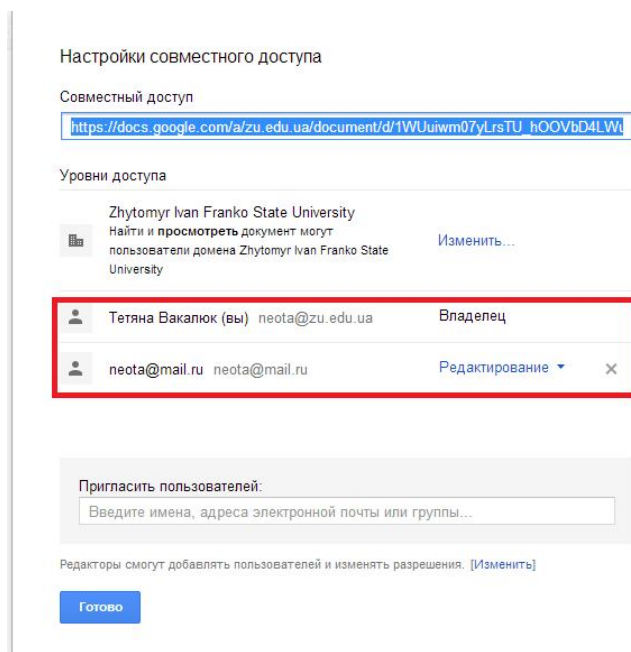 Настройки совместного доступа
Совместный доступ
https://docs.google.com/a/zu.edu.ua/document/d/1WUuiwm07yLrsTU_hOOVbD4LWu
Уровни доступа
Zhytomyr Ivan Franko State University
Найти и просмотреть документ могут
пользователи домена Zhytomyr Ivan Franko State
University
Изменить...
Тетяна Вакалюк (вы) neota@zu.edu.ua Владелец
neota@mail.ru neota@mail.ru Редактирование
Пригласить пользователей:
Введите имена, адреса электронной почты или группы...
Редакторы смогут добавлять пользователей и изменять разрешения. [Изменить]
Готово